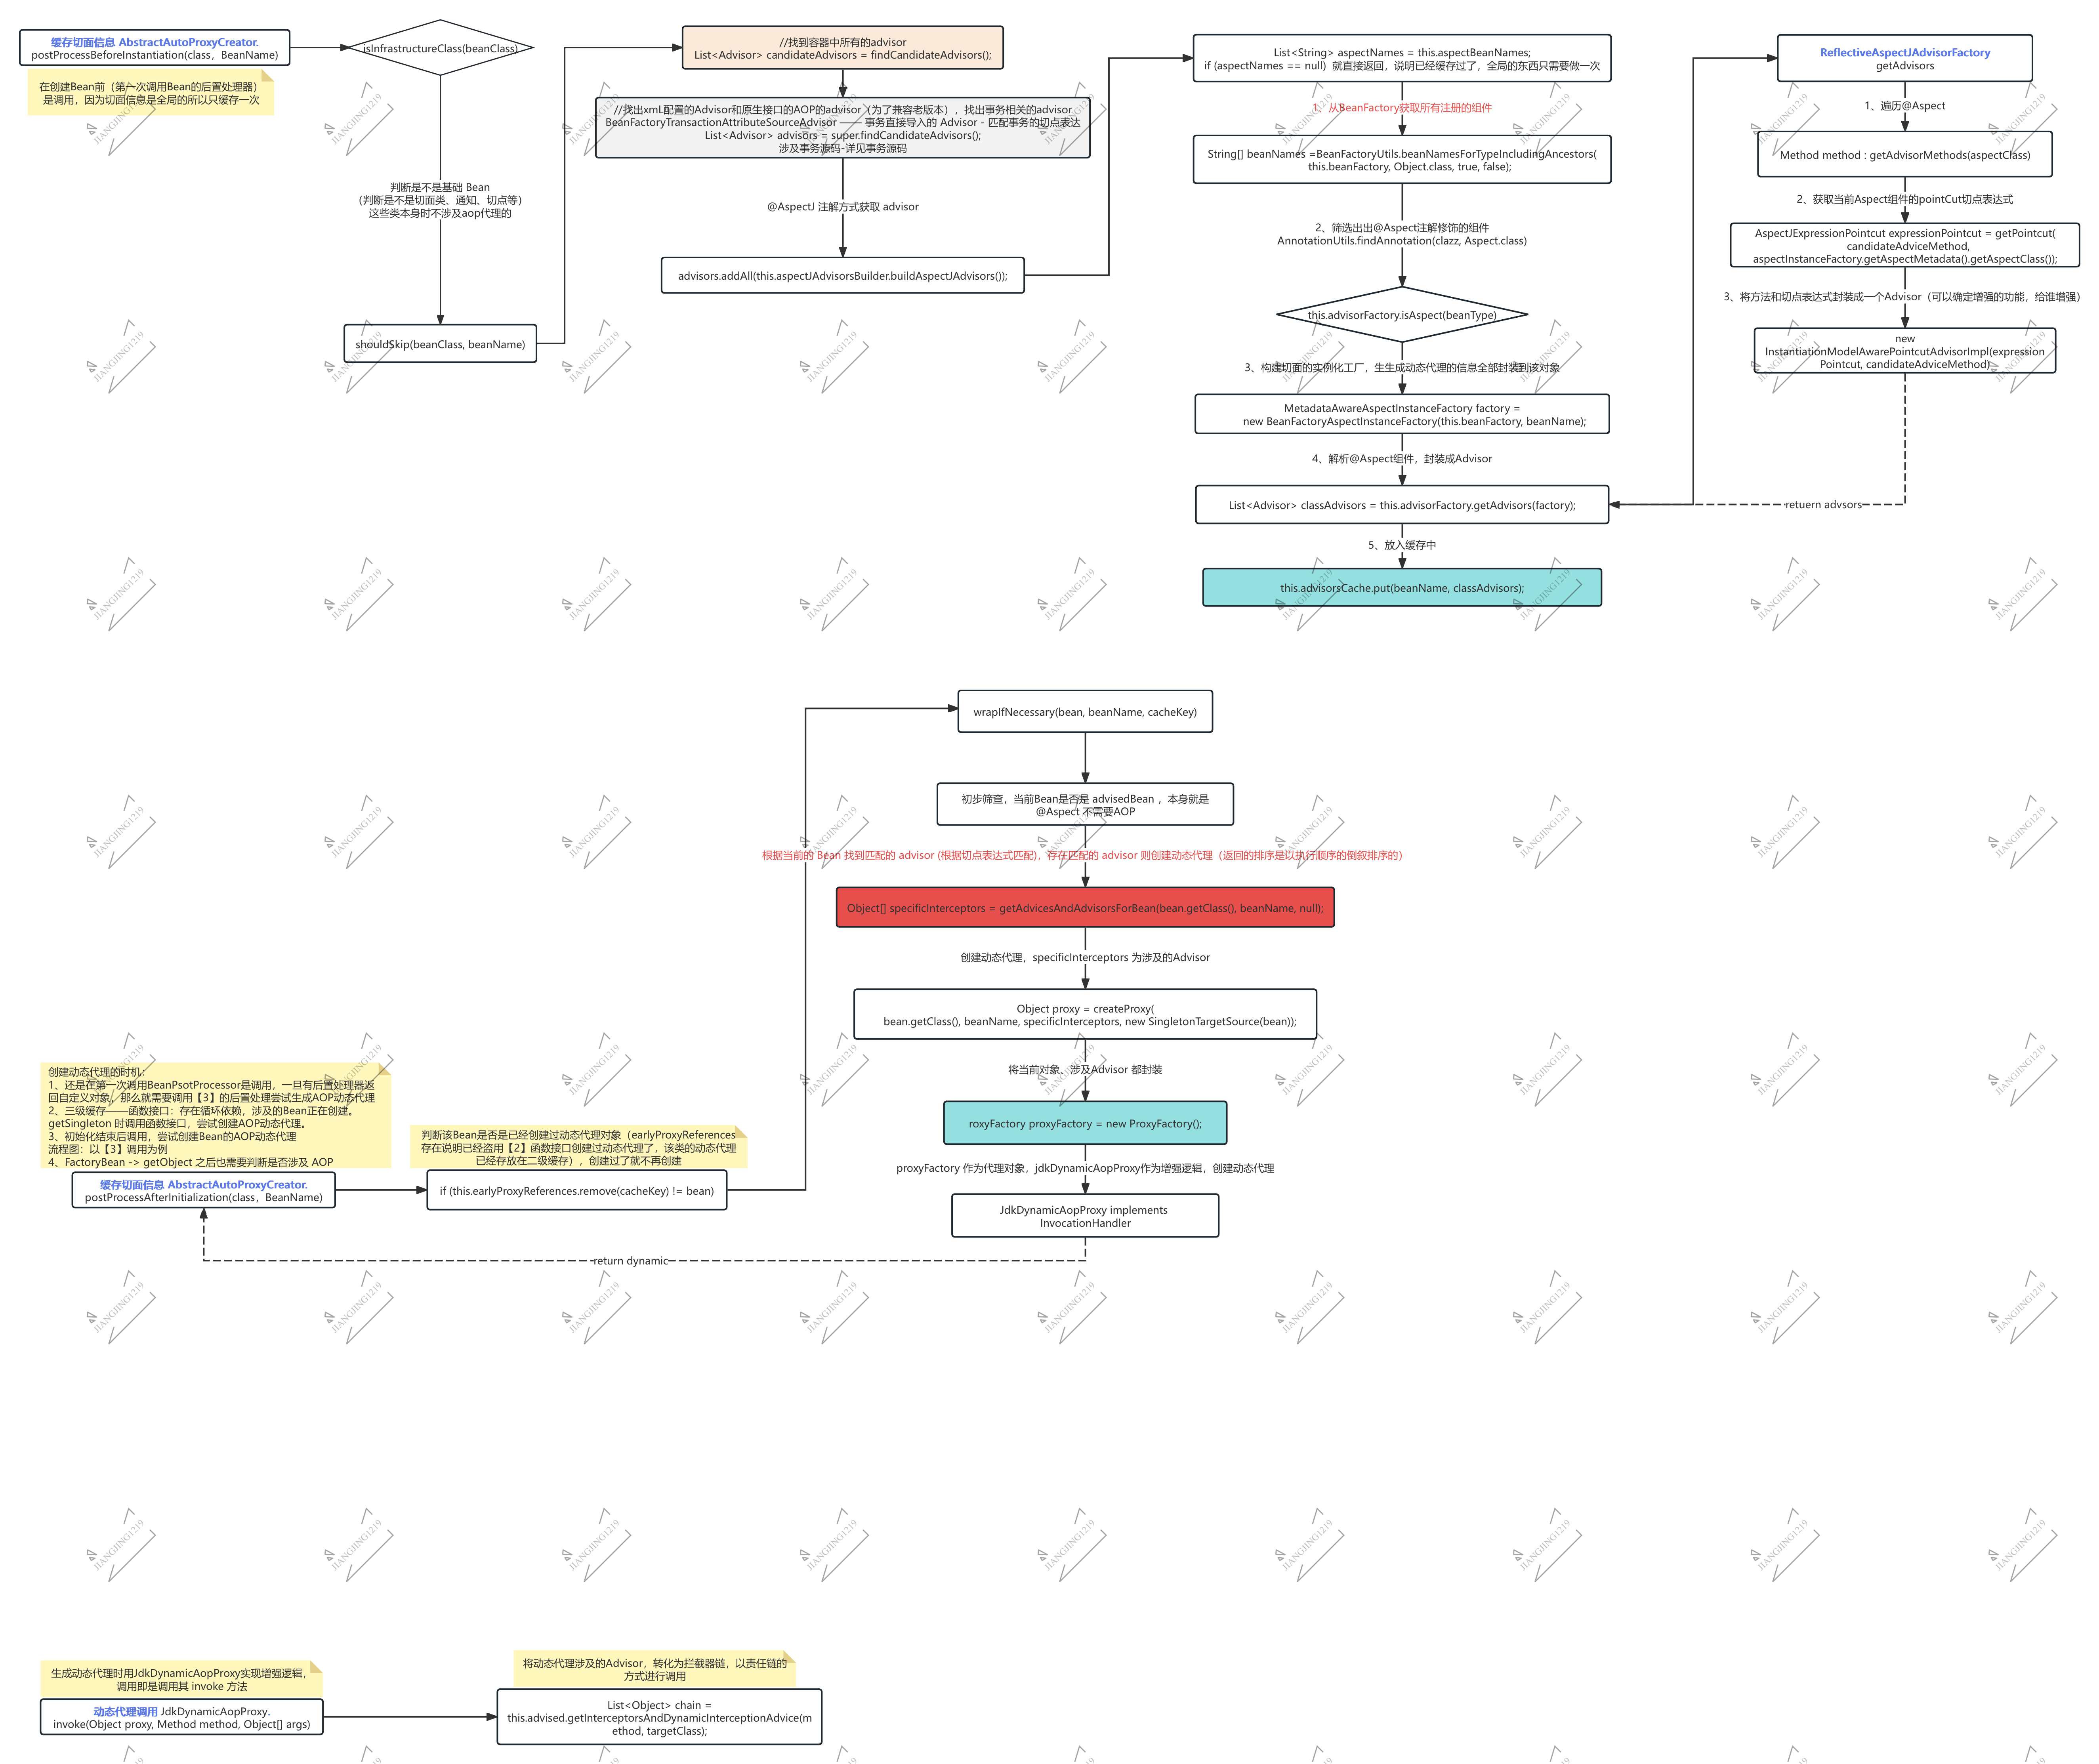 缓存切面信息 AbstractAutoProxyCreator.
postProcessBeforeInstantiation(class，BeanName)
在创建Bean前（第一次调用Bean的后置处理器）
是调用，因为切面信息是全局的所以只缓存一次
isInfrastructureClass(beanClass)
判断是不是基础 Bean
（判断是不是切面类、通知、切点等）
这些类本身时不涉及aop代理的
shouldSkip(beanClass, beanName)
//找到容器中所有的advisor
List<Advisor> candidateAdvisors = findCandidateAdvisors();
//找出xmL配置的Advisor和原生接口的AOP的advisor（为了兼容老版本），找出事务相关的advisor
BeanFactoryTransactionAttributeSourceAdvisor —— 事务直接导入的 Advisor - 匹配事务的切点表达
List<Advisor> advisors = super.findCandidateAdvisors();
涉及事务源码-详见事务源码
@AspectJ 注解方式获取 advisor
advisors.addAll(this.aspectJAdvisorsBuilder.buildAspectJAdvisors());
List<String> aspectNames = this.aspectBeanNames;
if (aspectNames == null）就直接返回，说明已经缓存过了，全局的东西只需要做一次
1、从BeanFactory获取所有注册的组件
String[] beanNames =BeanFactoryUtils.beanNamesForTypeIncludingAncestors(
this.beanFactory, Object.class, true, false);
2、筛选出出@Aspect注解修饰的组件
AnnotationUtils.findAnnotation(clazz, Aspect.class)
this.advisorFactory.isAspect(beanType)
3、构建切面的实例化工厂，生生成动态代理的信息全部封装到该对象
MetadataAwareAspectInstanceFactory factory =
new BeanFactoryAspectInstanceFactory(this.beanFactory, beanName);
4、解析@Aspect组件，封装成Advisor
List<Advisor> classAdvisors = this.advisorFactory.getAdvisors(factory);
5、放入缓存中
this.advisorsCache.put(beanName, classAdvisors);
ReflectiveAspectJAdvisorFactory
getAdvisors
1、遍历@Aspect
Method method : getAdvisorMethods(aspectClass)
2、获取当前Aspect组件的pointCut切点表达式
AspectJExpressionPointcut expressionPointcut = getPointcut(
candidateAdviceMethod,
aspectInstanceFactory.getAspectMetadata().getAspectClass());
3、将方法和切点表达式封装成一个Advisor（可以确定增强的功能，给谁增强）
new
InstantiationModelAwarePointcutAdvisorImpl(expression
Pointcut, candidateAdviceMethod)
retuern advsors
wrapIfNecessary(bean, beanName, cacheKey)
初步筛查，当前Bean是否是 advisedBean ，本身就是
@Aspect 不需要AOP
根据当前的 Bean 找到匹配的 advisor (根据切点表达式匹配)，存在匹配的 advisor 则创建动态代理（返回的排序是以执行顺序的倒叙排序的）
Object[] specificInterceptors = getAdvicesAndAdvisorsForBean(bean.getClass(), beanName, null);
创建动态代理，specificInterceptors 为涉及的Advisor
Object proxy = createProxy(
bean.getClass(), beanName, specificInterceptors, new SingletonTargetSource(bean));
将当前对象、涉及Advisor 都封装
roxyFactory proxyFactory = new ProxyFactory();
proxyFactory 作为代理对象，jdkDynamicAopProxy作为增强逻辑，创建动态代理
JdkDynamicAopProxy implements
InvocationHandler
创建动态代理的时机：
1、还是在第一次调用BeanPsotProcessor是调用，一旦有后置处理器返
回自定义对象，那么就需要调用【3】的后置处理尝试生成AOP动态代理
2、三级缓存——函数接口：存在循环依赖，涉及的Bean正在创建。
getSingleton 时调用函数接口，尝试创建AOP动态代理。
3、初始化结束后调用，尝试创建Bean的AOP动态代理
流程图：以【3】调用为例
4、FactoryBean -> getObject 之后也需要判断是否涉及 AOP
缓存切面信息 AbstractAutoProxyCreator.
postProcessAfterInitialization(class，BeanName)
判断该Bean是否是已经创建过动态代理对象（earlyProxyReferences
存在说明已经盗用【2】函数接口创建过动态代理了，该类的动态代理
已经存放在二级缓存），创建过了就不再创建
if (this.earlyProxyReferences.remove(cacheKey) != bean)
return dynamic
生成动态代理时用JdkDynamicAopProxy实现增强逻辑，
调用即是调用其 invoke 方法
动态代理调用 JdkDynamicAopProxy.
invoke(Object proxy, Method method, Object[] args)
将动态代理涉及的Advisor，转化为拦截器链，以责任链的
方式进行调用
List<Object> chain =
this.advised.getInterceptorsAndDynamicInterceptionAdvice(m
ethod, targetClass);
JIANGJING1219